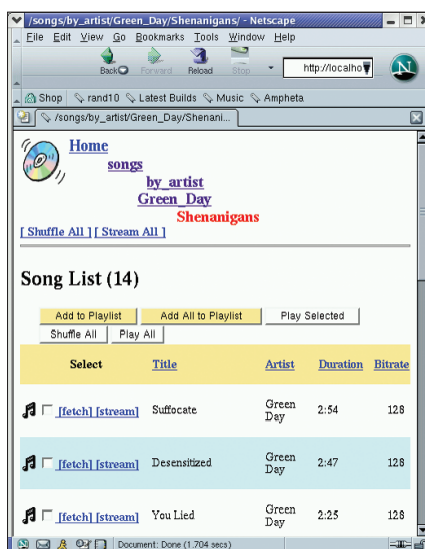 /songs/by_artist/Green_Day/Shenanigans/ - Netscape
File Edit View Go Bookmarks Tools Window Help
Back Forward Reload Stop http://localho
N
Shop rand10 Latest Builds Music Ampheta
/songs/by_artist/Green_Day/Shenani...
Home
songs
by_artist
Green_Day
Shenanigans
[ Shuffle All ] [ Stream All ]
Song List (14)
Add to Playlist Add All to Playlist Play Selected
Shuffle All Play All
Select Title Artist Duration Bitrate
[fetch] [stream] Suffocate Green Day 2:54 128
[fetch] [stream] Desensitized Green Day 2:47 128
[fetch] [stream] You Lied Green Day 2:25 128
Document: Done (1.704 secs)